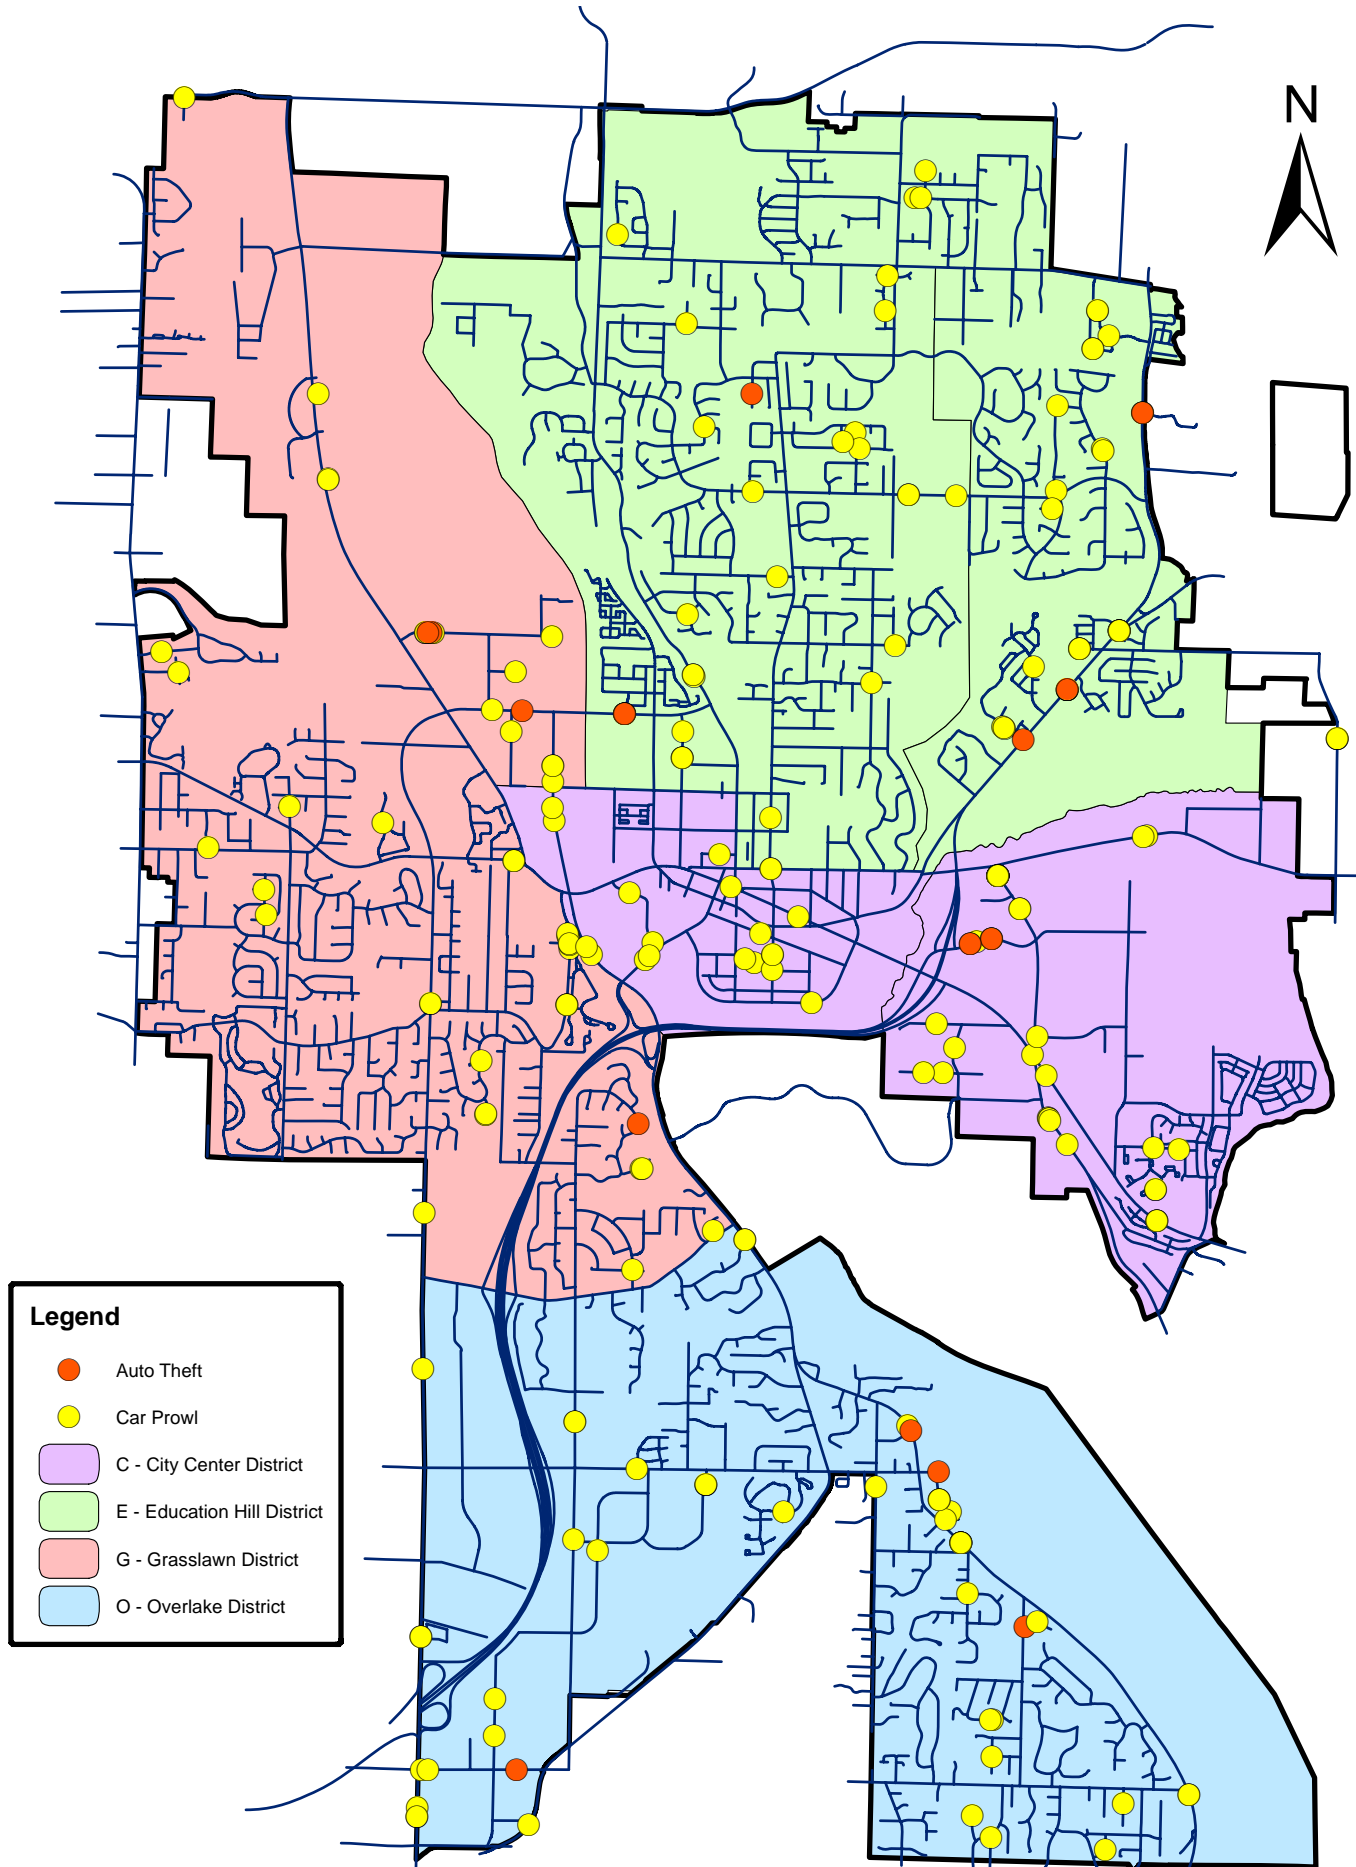 N
Legend
Auto Theft
Car Prowl
C - City Center District
E - Education Hill District
G - Grasslawn District
O - Overlake District